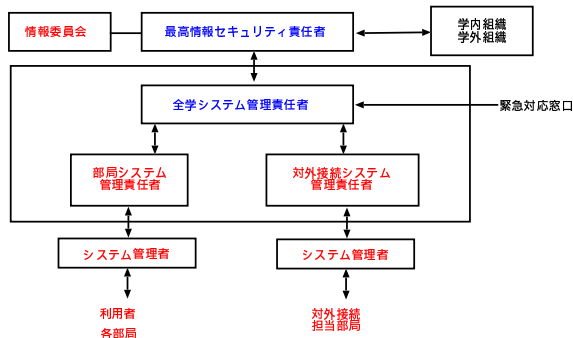 情報委員会
最高情報セキュリティ責任者
学内組織
学外組織
全学システム管理責任者
緊急対応窓口
部局システム
管理責任者
対外接続システム
管理責任者
システム管理者
システム管理者
利用者
各部局
対外接続
担当部局